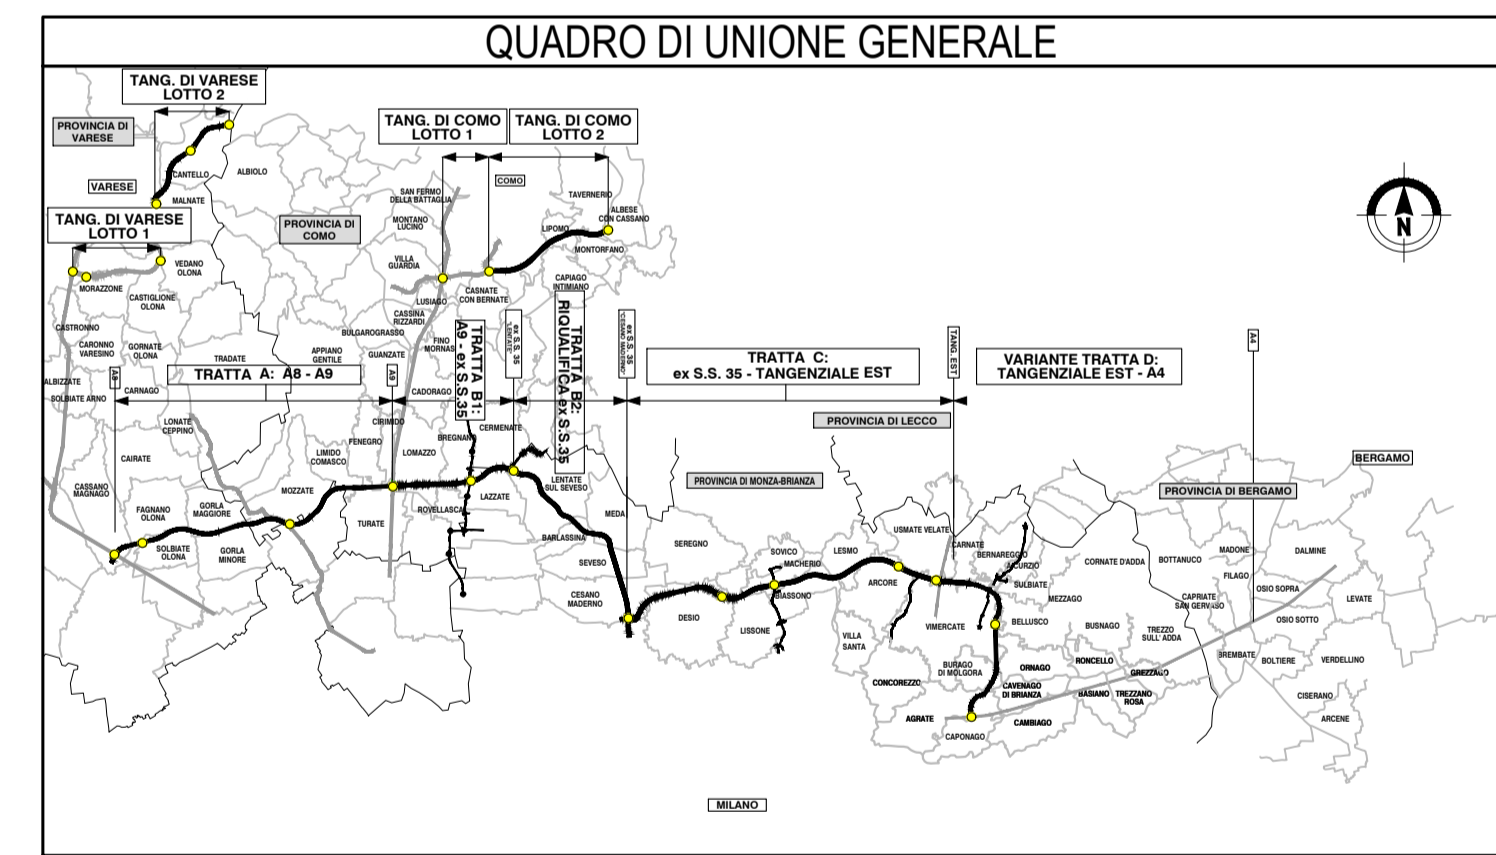 QUADRO DI UNIONE GENERALE
TANG. DI VARESE
LOTTO 2
PROVINCIA DI
VARESE
CANTELLO
ALBIOLO
VARESE
MALNATE
TANG. DI VARESE
LOTTO 1
PROVINCIA DI
COMO
TANG. DI COMO
LOTTO 1
TANG. DI COMO
LOTTO 2
COMO
SAN FERMO
DELLA BATTAGLIA
MONTANO
LUCINO
TAVERNERIO
ALBESE
CON CASSANO
LIPOMO
MONTORFANO
VILLA
GUARDIA
CAPIAGO
INTIMIANO
VEDANO
OLONA
MORAZZONE
CASTIGLIONE
OLONA
LUSIAGO
CASNATE
CON BERNATE
CASSINA
RIZZARDI
CASTRONNO
BULGAROGRASSO
CARONNO
VARESINO
GORNATE
OLONA
TRADATE
APPIANO
GENTILE
GUANZATE
FINO
MORNAS
ALBIZZATE
SOLBIATE ARNO
CARNAGO
CADORAGO
A8
TRATTA A: A8 - A9
A9
TRATTA B1:
A9 - ex S.S.35
ex S.S. 35
"LENTATE"
TRATTA B2:
RIQUALIFICA ex S.S.35
ex S.S. 35
"CESANO MADERNO"
TRATTA C:
ex S.S. 35 - TANGENZIALE EST
TANG. EST
VARIANTE TRATTA D:
TANGENZIALE EST - A4
A4
LONATE
CEPPINO
CIRIMIDO
FENEGRO
BREGNANO
CERMENATE
PROVINCIA DI LECCO
CAIRATE
LIMIDO
COMASCO
LOMAZZO
BERGAMO
CASSANO
MAGNAGO
MOZZATE
LAZZATE
LENTATE
SUL SEVESO
PROVINCIA DI MONZA-BRIANZA
PROVINCIA DI BERGAMO
FAGNANO
OLONA
GORLA
MAGGIORE
TURATE
ROVELLASCA
MEDA
SOLBIATE
OLONA
GORLA
MINORE
BARLASSINA
SEREGNO
SOVICO
MACHERIO
LESMO
USMATE VELATE
CARNATE
BERNAREGGIO
AICURZIO
SULBIATE
CORNATE D'ADDA
BOTTANUCO
MADONE
DALMINE
SEVESO
FILAGO
CESANO
MADERNO
BIASSONO
ARCORE
MEZZAGO
CAPRIATE
SAN GERVASO
OSIO SOPRA
LEVATE
DESIO
LISSONE
VILLA
SANTA
VIMERCATE
BELLUSCO
BUSNAGO
TREZZO
SULL' ADDA
OSIO SOTTO
BREMBATE
BOLTIERE
VERDELLINO
BURAGO
DI MOLGORA
ORNAGO
RONCELLO
GREZZAGO
CONCOREZZO
CAVENAGO
DI BRIANZA
BASIANO
TREZZANO
ROSA
CISERANO
AGRATE
CAMBIAGO
ARCENE
CAPONAGO
MILANO
N